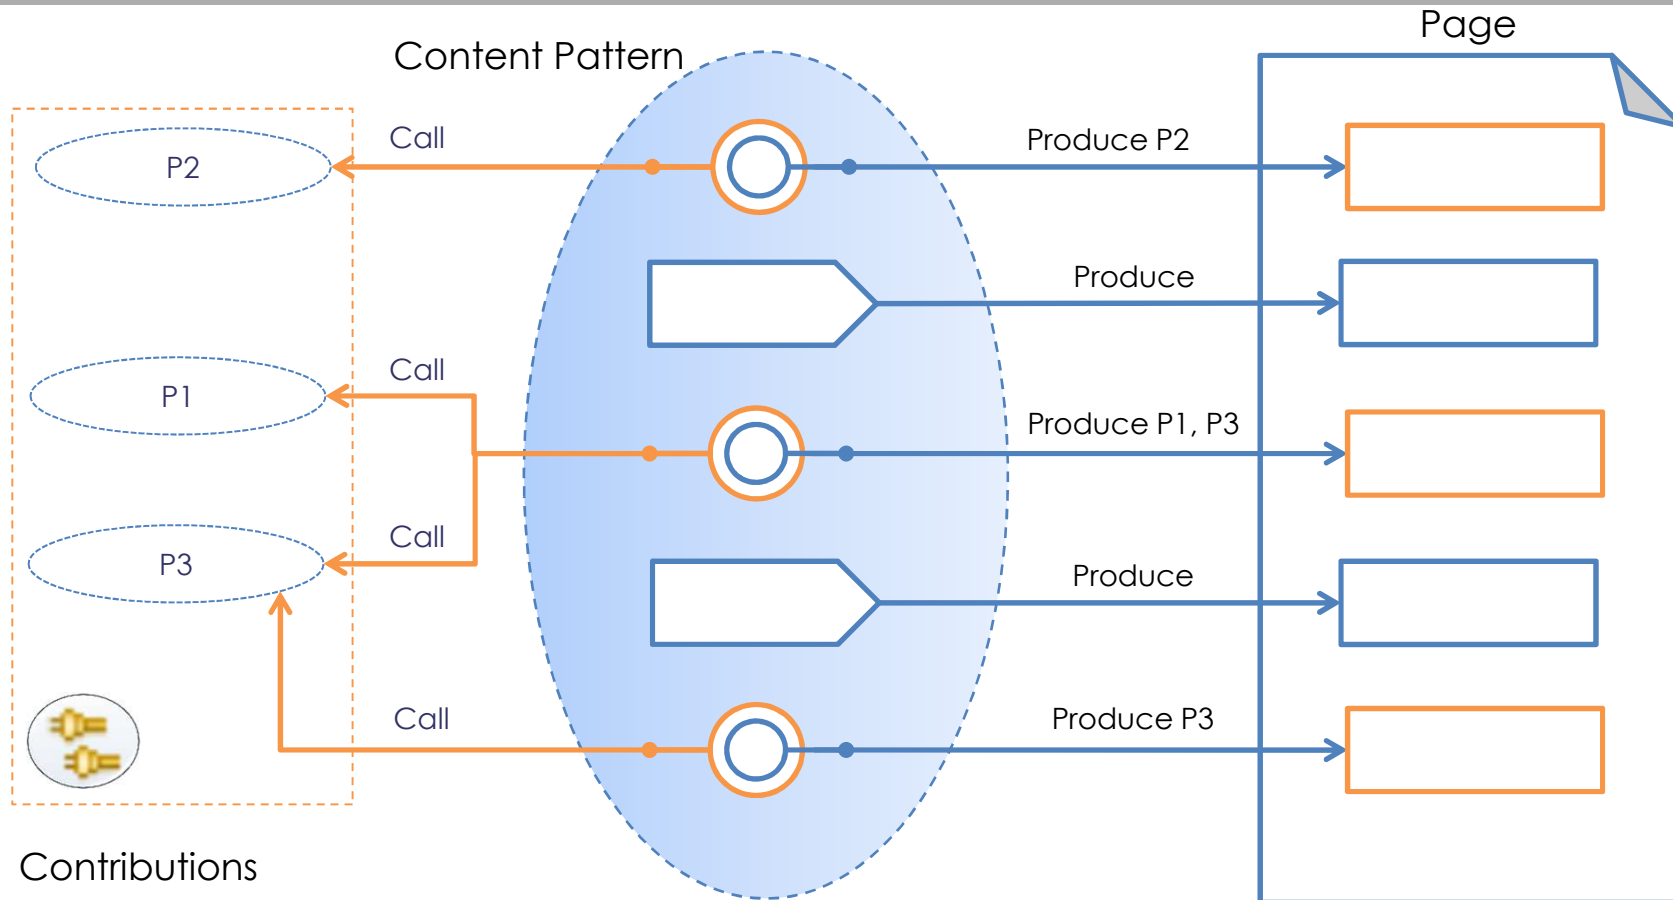 Page
Content Pattern
Call
Produce P2
P2
Produce
Call
P1
Produce P1, P3
Call
P3
Produce
Call
Produce P3
Contributions